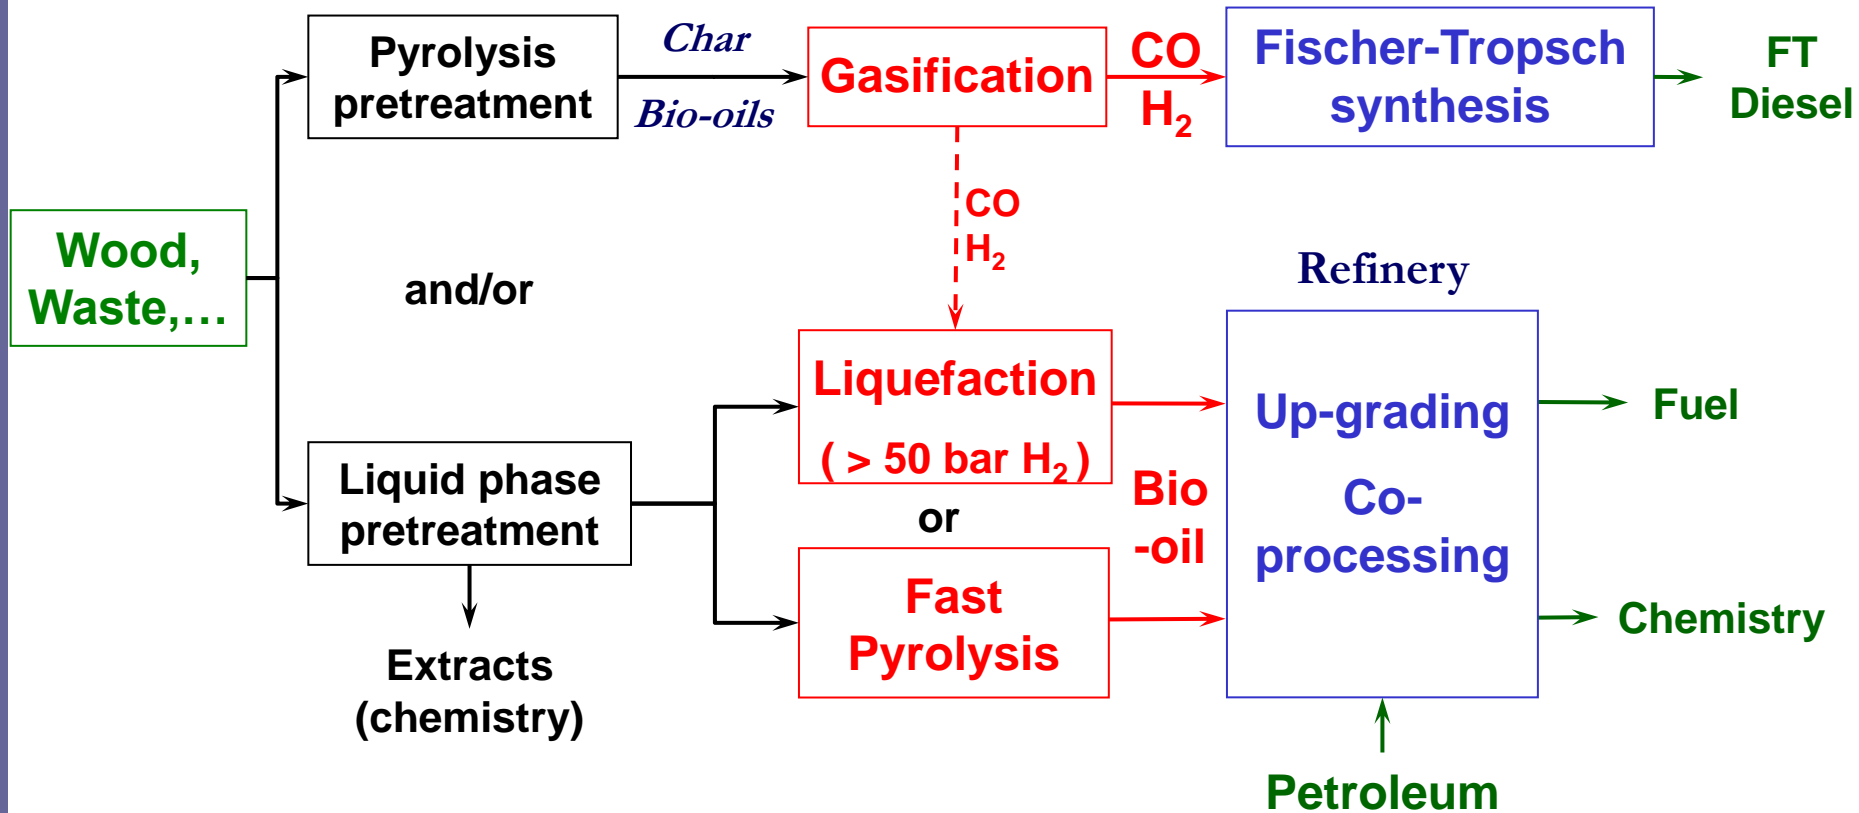 Pyrolysis
pretreatment
Char
Bio-oils
Gasification
CO
H2
Fischer-Tropsch
synthesis
FT
Diesel
CO
H2
Wood,
Waste,…
and/or
Refinery
Liquefaction
( > 50 bar H2 )
or
Fast
Pyrolysis
Liquid phase
pretreatment
Extracts
(chemistry)
Bio
-oil
Up-grading
Co-
processing
Fuel
Chemistry
Petroleum